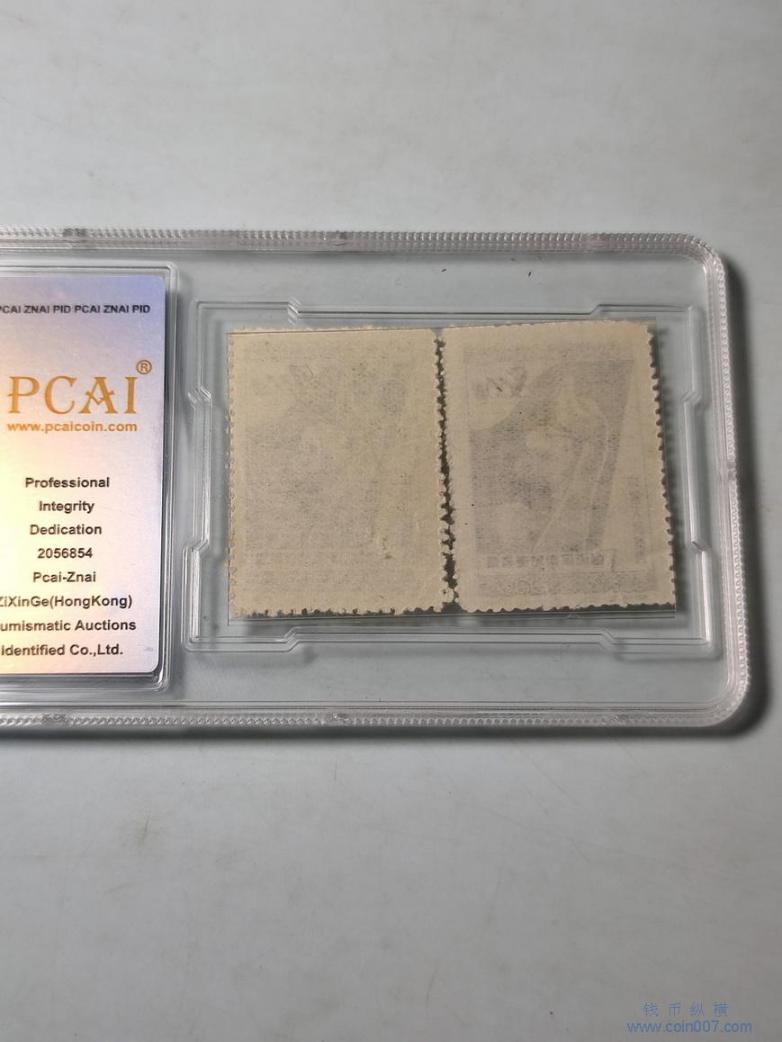 PCAI ZNAI PID PCAI ZNAI PID
PCAI®
www.pcaicoin.com
Professional
Integrity
Dedication
2056854
Pcai-Znai
ZiXinGe(HongKong)
umismatic Auctions
Identified Co.,Ltd.
钱币纵横
www.coin007.com